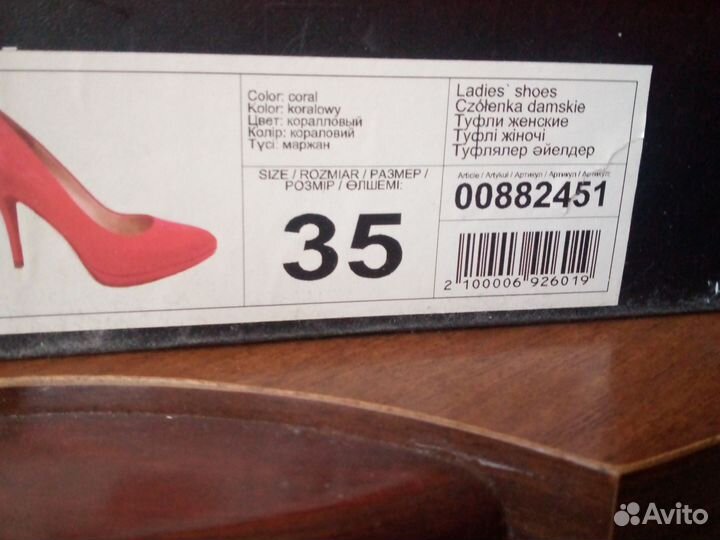 Color: coral
Kolor: koralowy
Цвет: коралловый
Колір: кораловий
Түсі: маржан
SIZE / ROZMIAR / РАЗМЕР /
РОЗМІР / ӨЛШЕМІ:
35
Ladies` shoes
Czółenka damskie
Туфли женские
Туфлі жіночі
Туфлялер әйелдер
Article / Artykuł / Артикул / Артикул / Артикул:
00882451
2 100006 926019
Avito